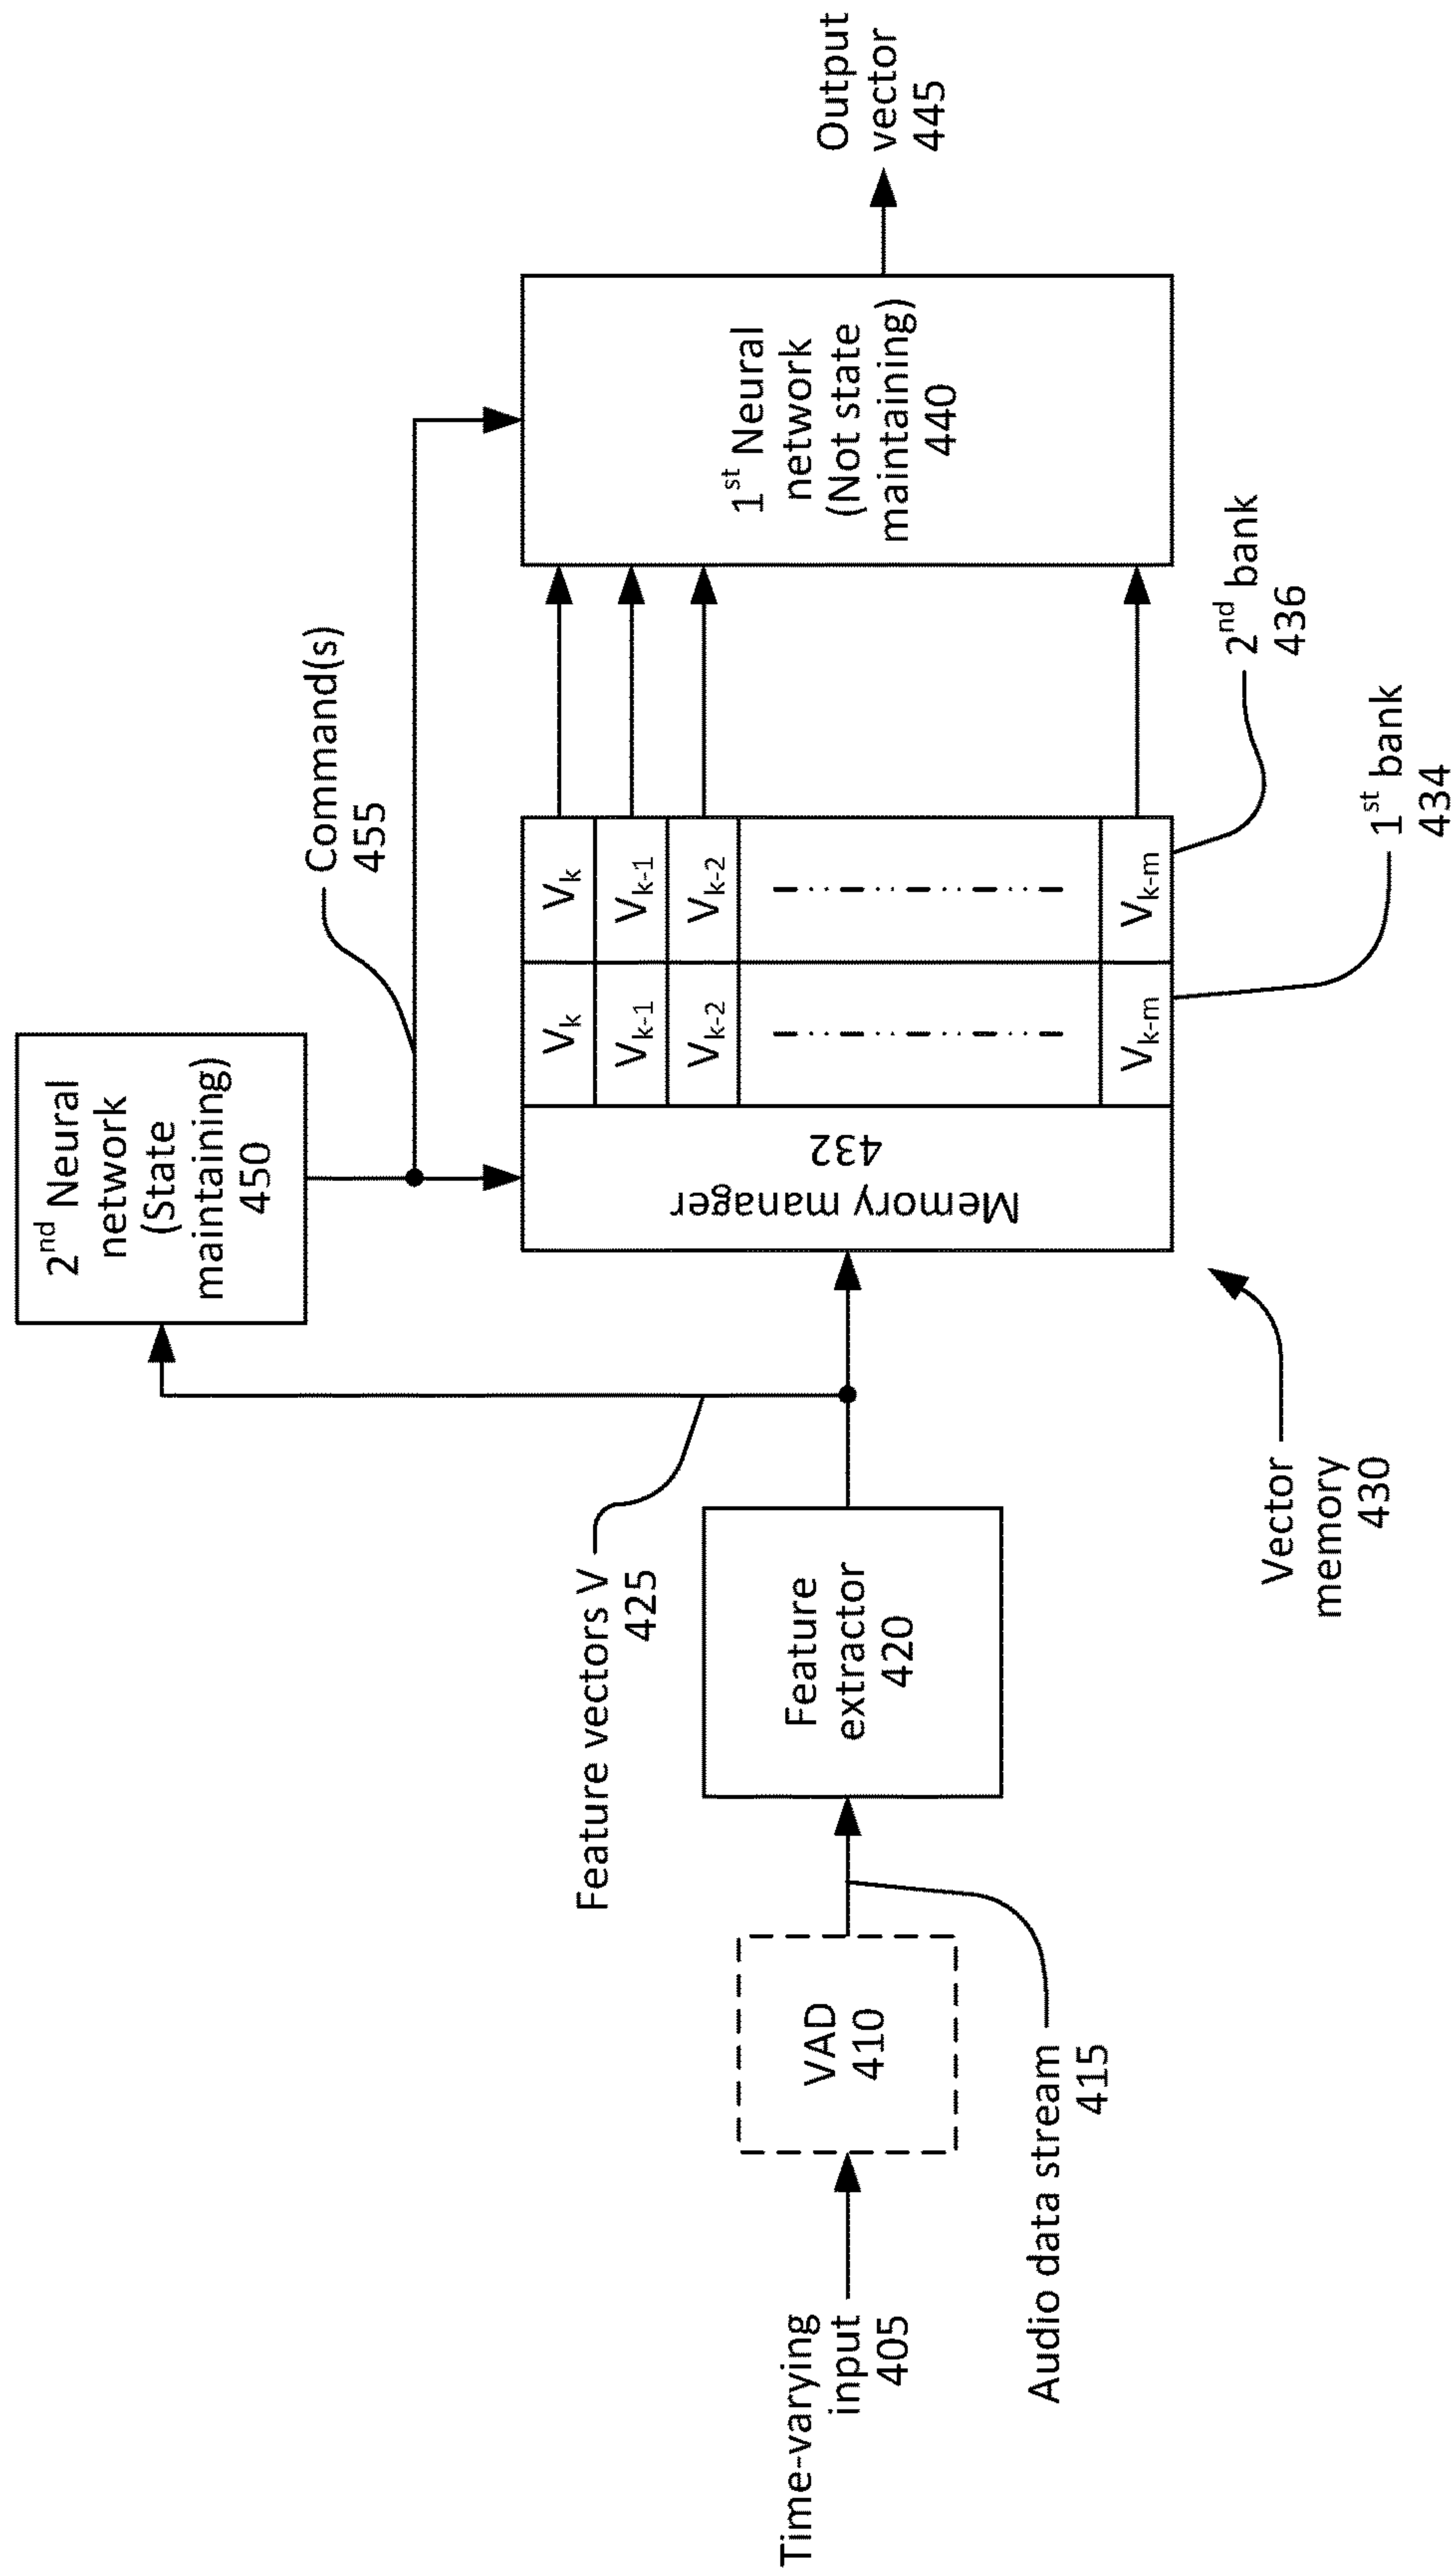 2nd Neural
network
(State
maintaining)
450
Command(s)
455
Output
vector
445
Feature vectors V
425
Time-varying
input
405
VAD
410
Feature
extractor
420
Memory manager
432
Vk
Vk-1
Vk-2
Vk-m
Vk
Vk-1
Vk-2
Vk-m
1st Neural
network
(Not state
maintaining)
440
Audio data stream
415
Vector
memory
430
1st bank
434
2nd bank
436